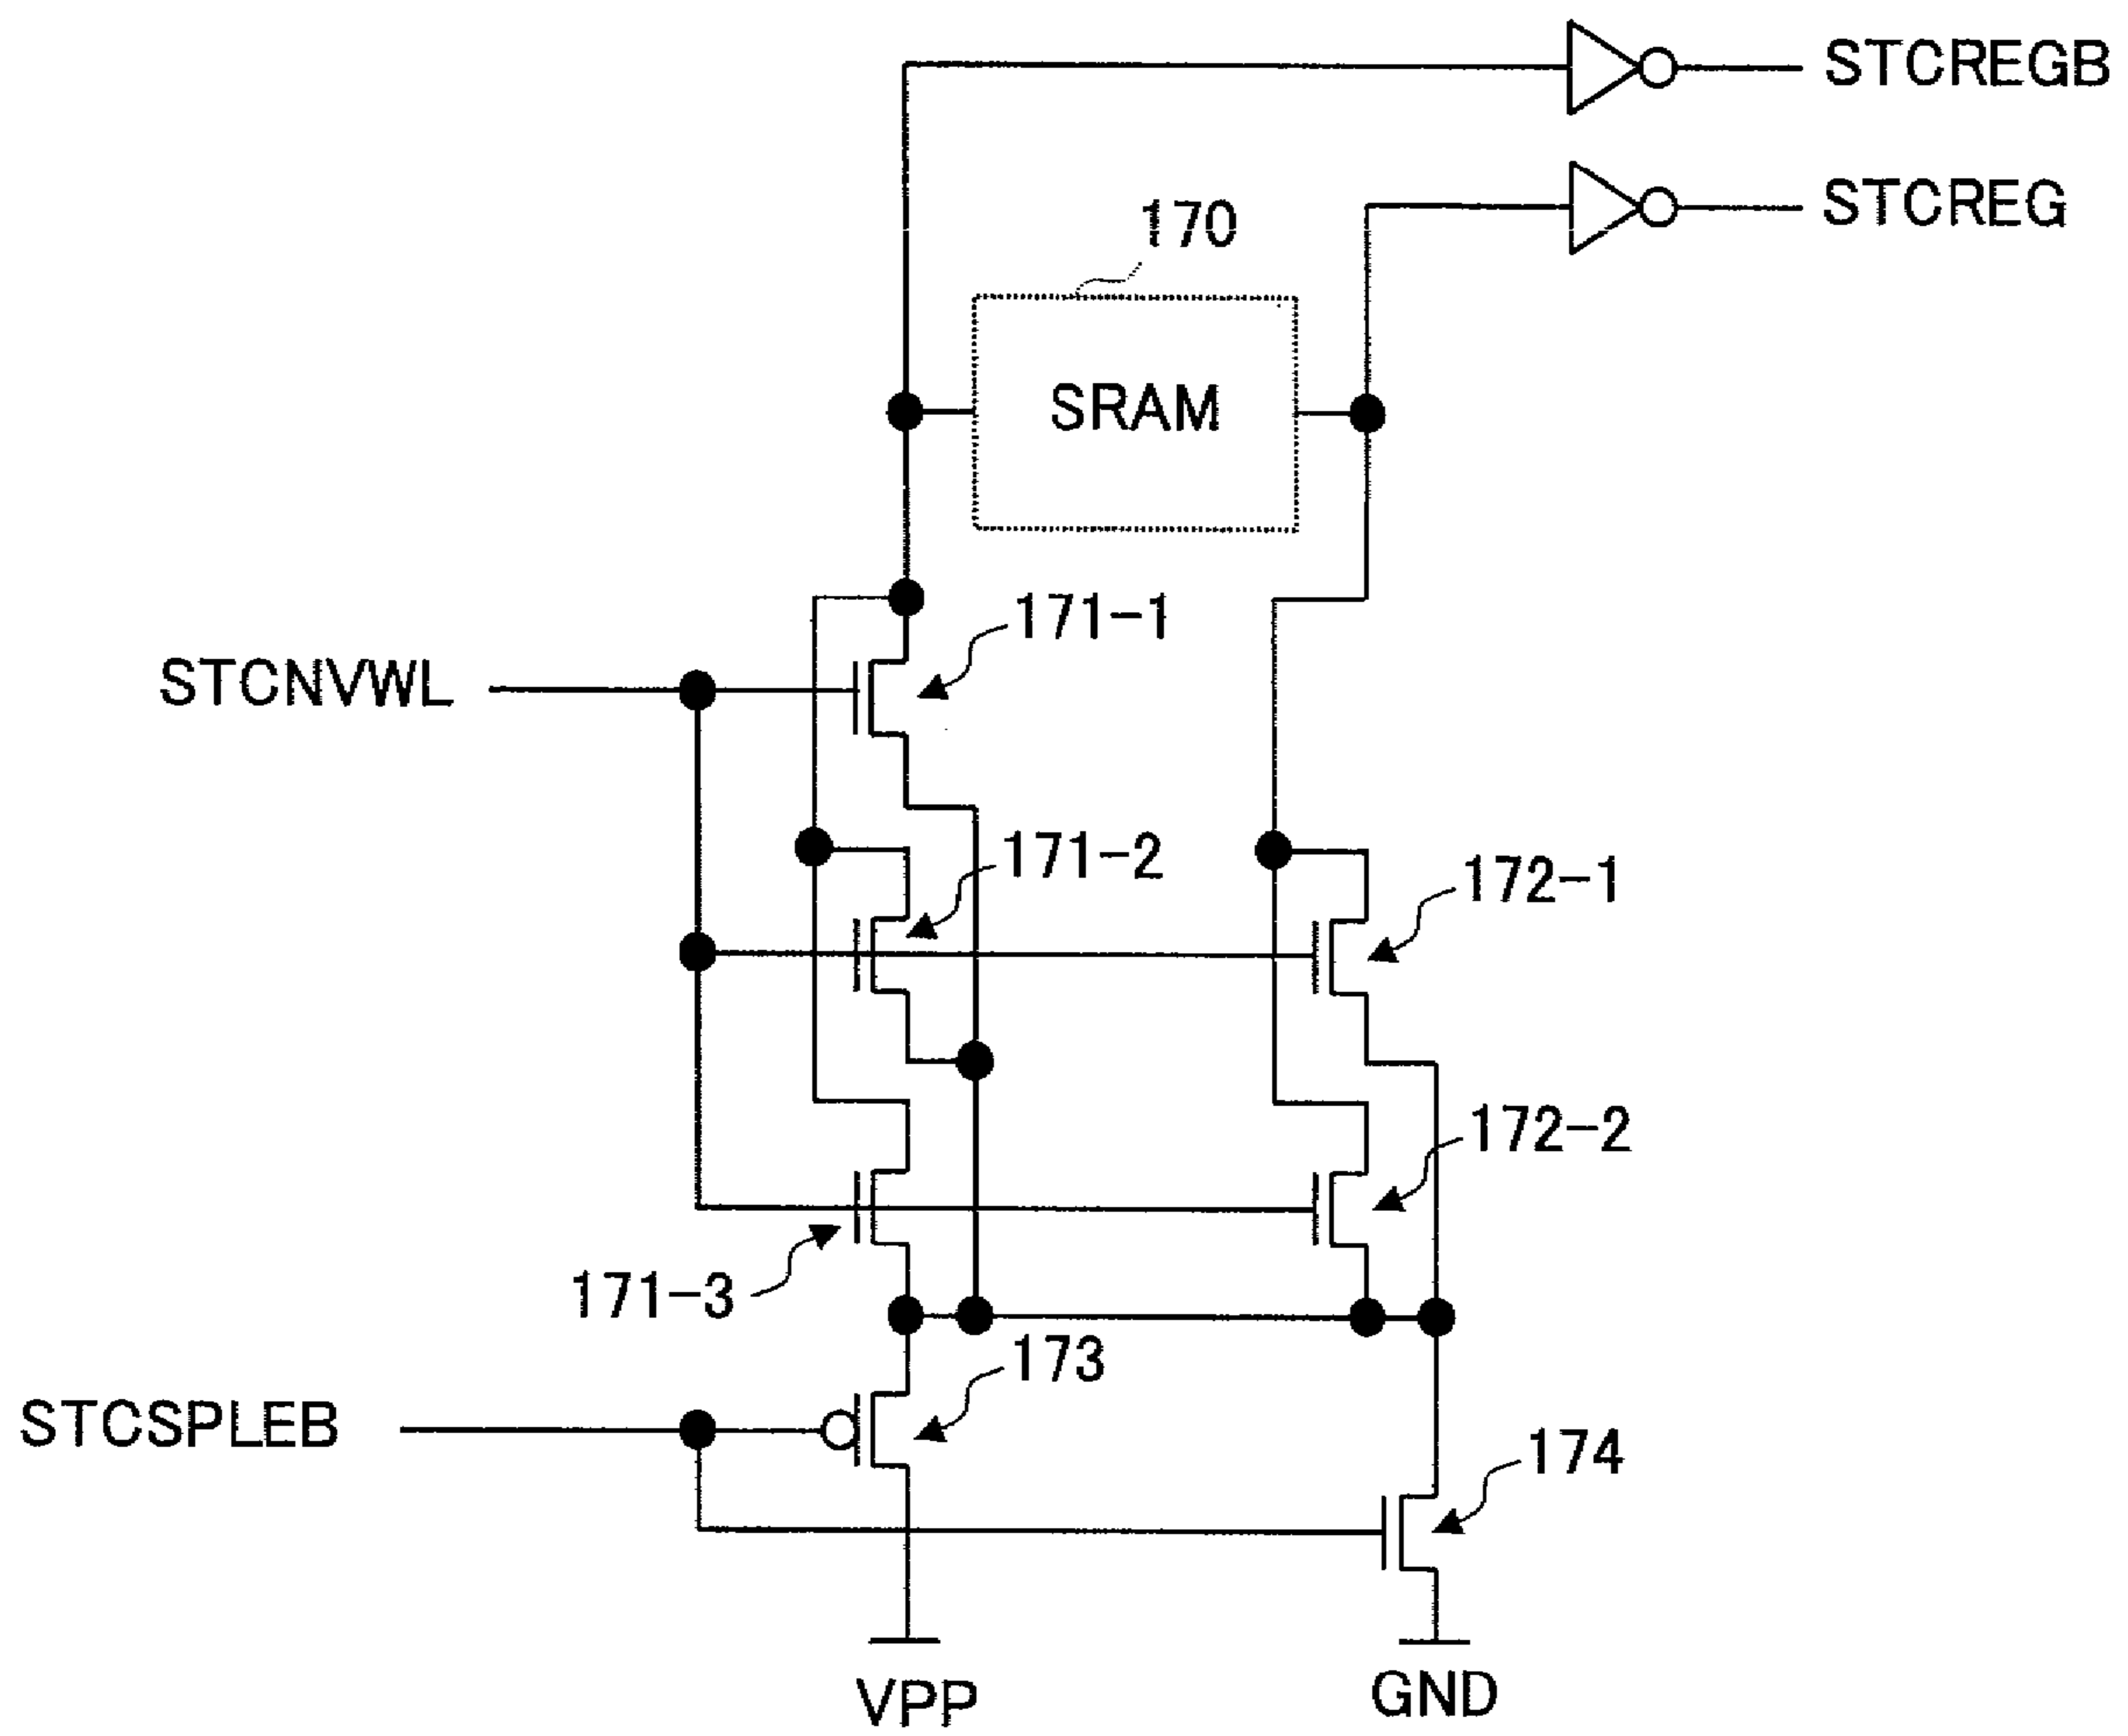 STCREGB
STCREG
170
SRAM
171-1
STCNVWL
171-2
172-1
172-2
171-3
173
STCSPLEB
174
VPP
GND